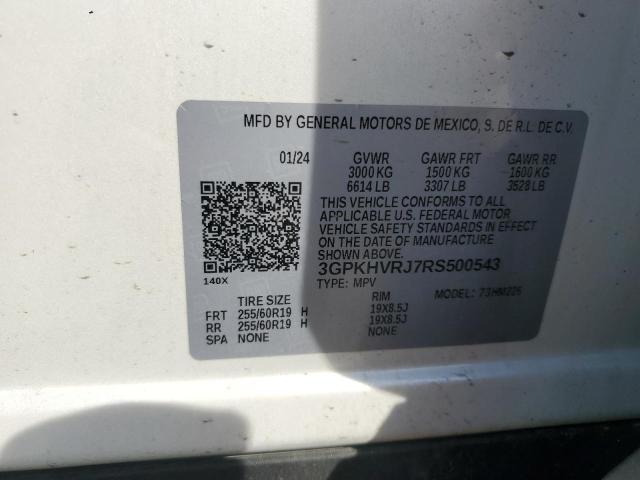 MFD BY GENERAL MOTORS DE MEXICO, S. DE R.L. DE C.V.
01/24 GVWR GAWR FRT GAWR RR
3000 KG 1500 KG 1600 KG
6614 LB 3307 LB 3528 LB
THIS VEHICLE CONFORMS TO ALL
APPLICABLE U.S. FEDERAL MOTOR
VEHICLE SAFETY STANDARDS IN EFFECT
ON THE DATE OF MANUFACTURE
SHOWN ABOVE.
3GPKHVRJ7RS500543
140X
TYPE: MPV MODEL: 73HM226
TIRE SIZE RIM
FRT 255/60R19 H 19X8.5J
RR 255/60R19 H 19X8.5J
SPA NONE NONE